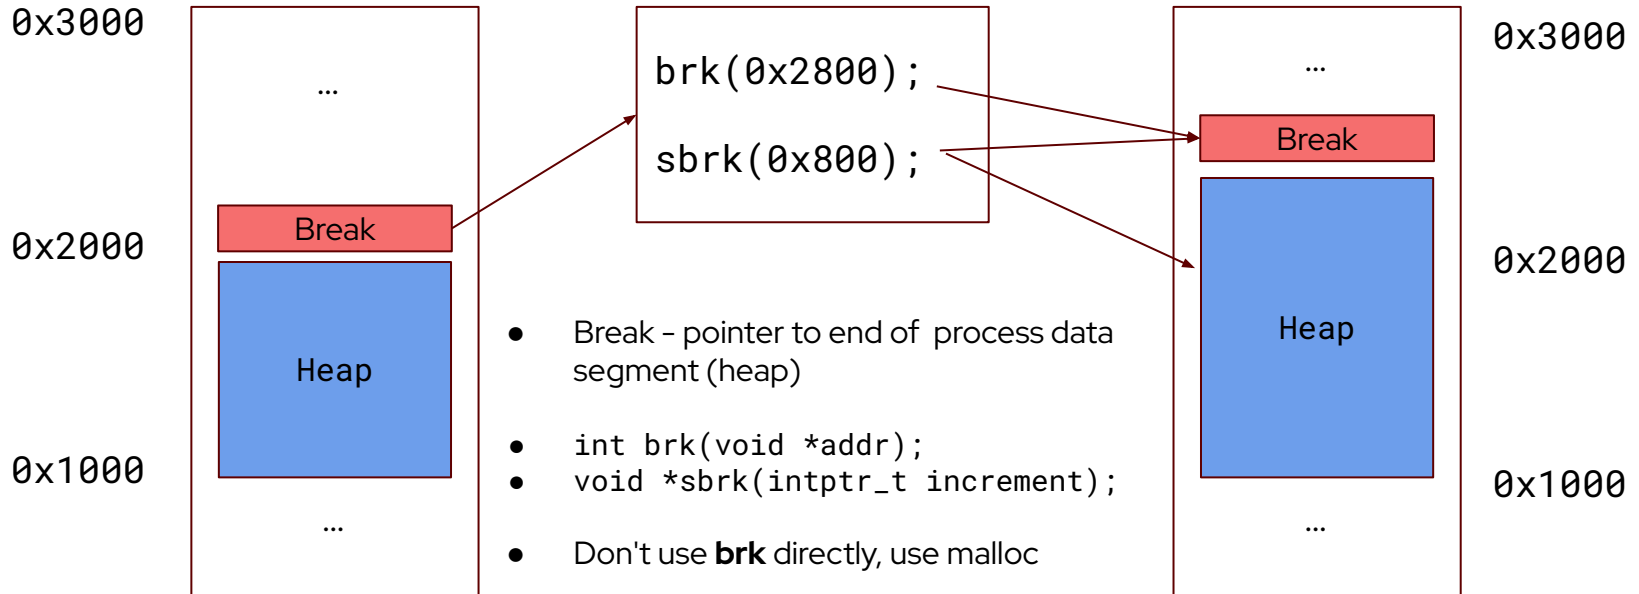 0x3000
…
Break
0x2000
Heap
0x1000
…
brk(0x2800);
sbrk(0x800);
● Break - pointer to end of process data
segment (heap)
● int brk(void *addr);
● void *sbrk(intptr_t increment);
● Don't use brk directly, use malloc
0x3000
…
Break
0x2000
Heap
0x1000
…